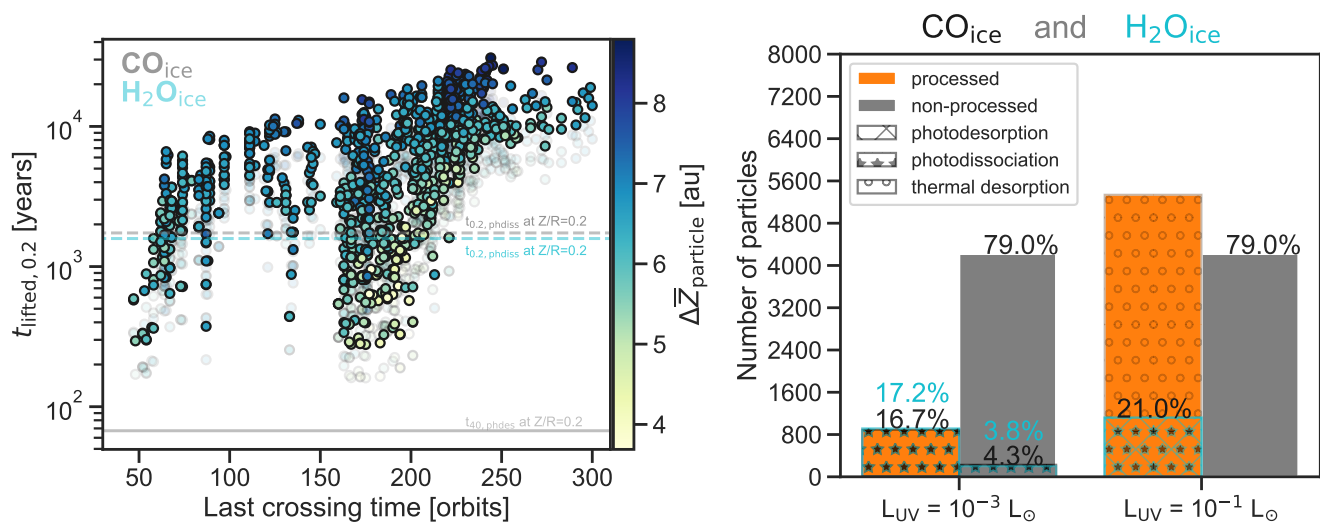 CO_ice
H₂O_ice
10⁴
10³
10²
t_lifted, 0.2 [years]
t_0.2, phdiss at Z/R=0.2
t_0.2, phdiss at Z/R=0.2
t_40, phdes at Z/R=0.2
50 100 150 200 250 300
Last crossing time [orbits]
8
7
6
5
4
ΔZ̅_particle [au]
CO_ice and H₂O_ice
8000
7200
6400
5600
4800
4000
3200
2400
1600
800
0
Number of particles
processed
non-processed
photodesorption
photodissociation
thermal desorption
79.0%
79.0%
17.2%
16.7%
3.8%
4.3%
21.0%
L_UV = 10⁻³ L_⊙
L_UV = 10⁻¹ L_⊙